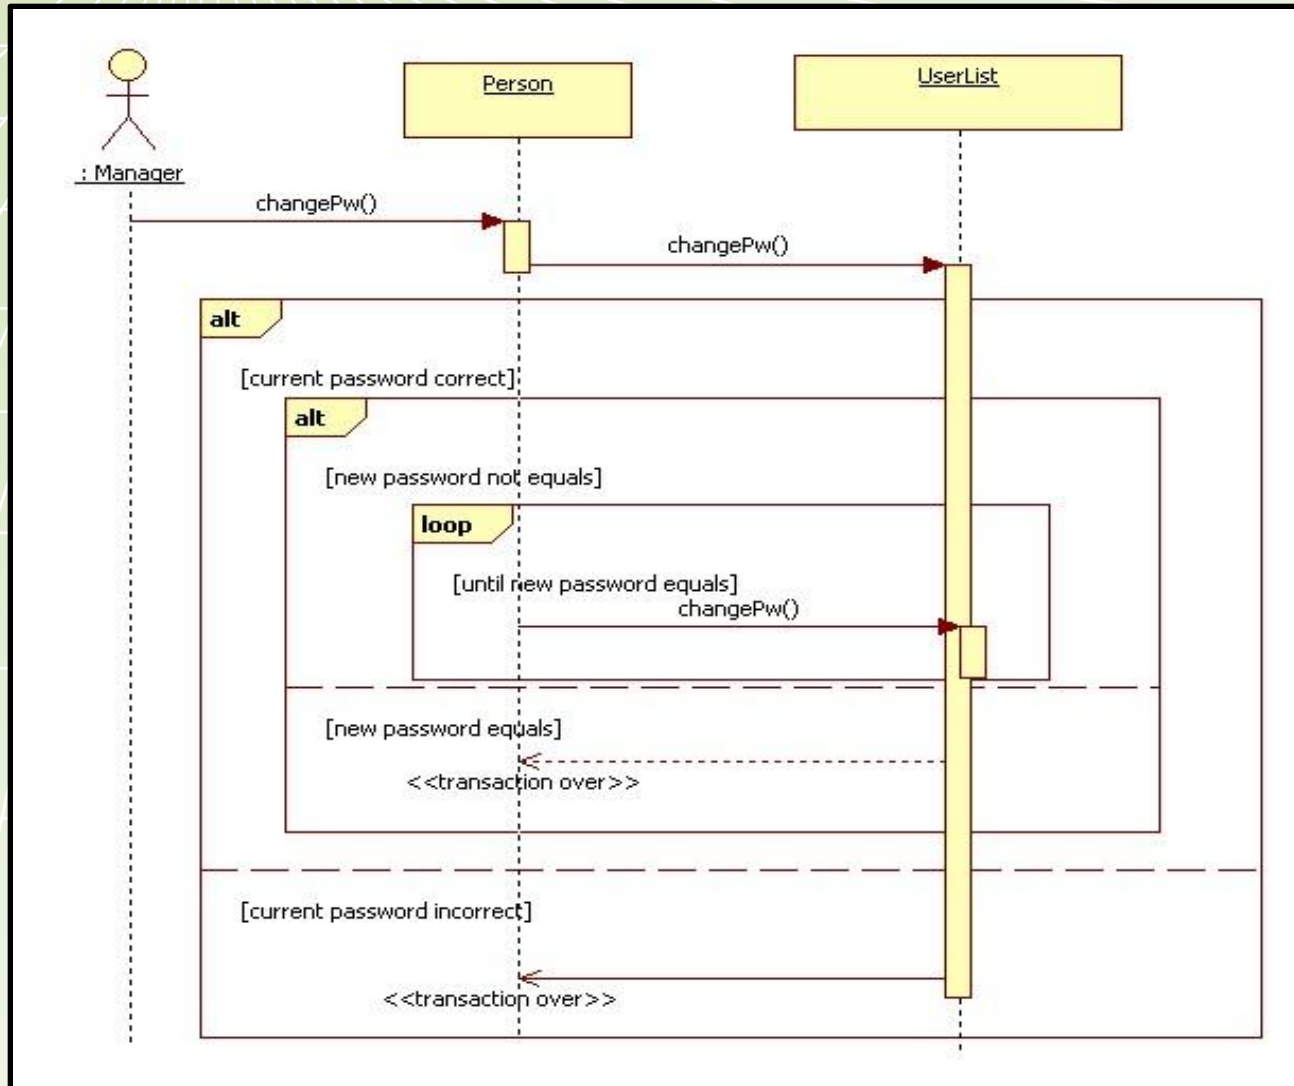 Person
UserList
: Manager
changePw()
changePw()
alt
[current password correct]
alt
[new password not equals]
loop
[until new password equals]
changePw()
[new password equals]
<<transaction over>>
[current password incorrect]
<<transaction over>>